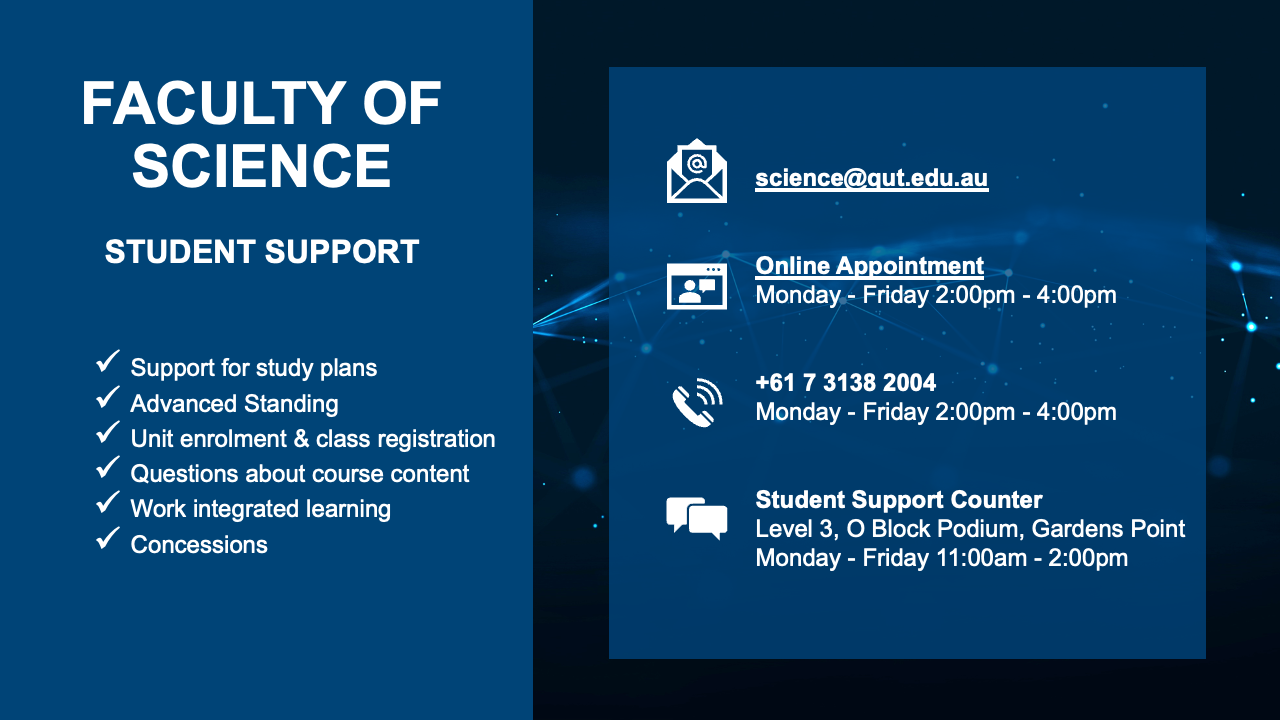 FACULTY OF
SCIENCE
STUDENT SUPPORT
✓ Support for study plans
✓ Advanced Standing
✓ Unit enrolment & class registration
✓ Questions about course content
✓ Work integrated learning
✓ Concessions
science@qut.edu.au
Online Appointment
Monday - Friday 2:00pm - 4:00pm
+61 7 3138 2004
Monday - Friday 2:00pm - 4:00pm
Student Support Counter
Level 3, O Block Podium, Gardens Point
Monday - Friday 11:00am - 2:00pm